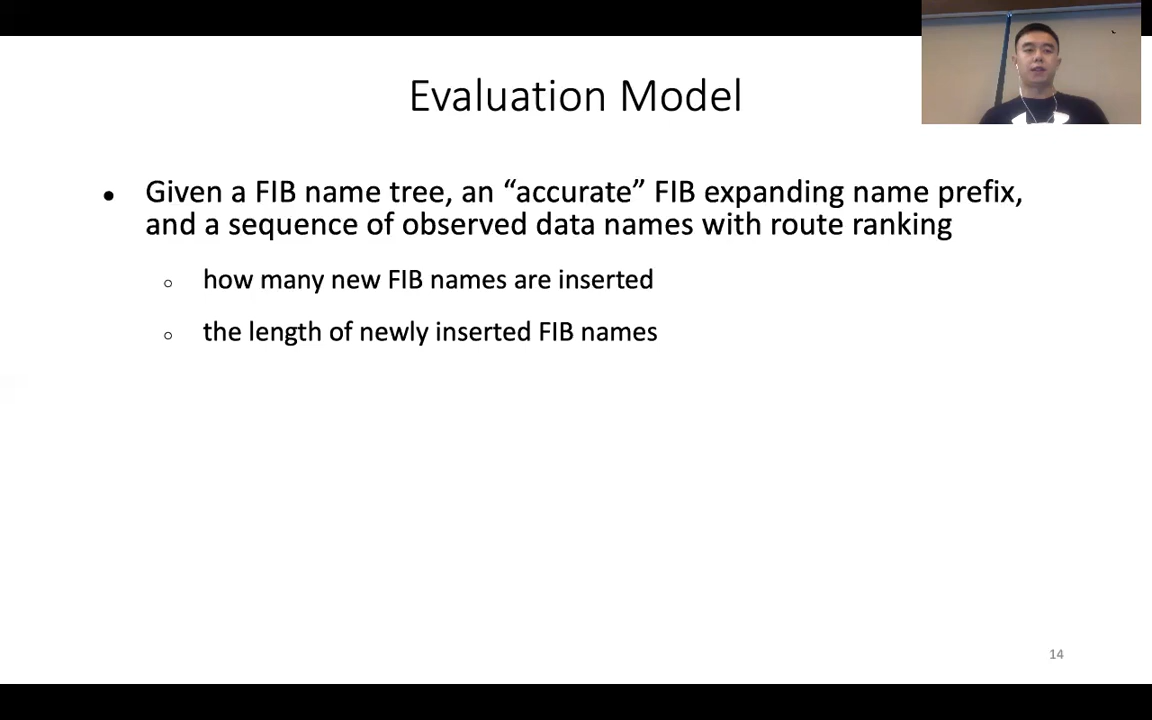 Evaluation Model
● Given a FIB name tree, an “accurate” FIB expanding name prefix,
and a sequence of observed data names with route ranking
○ how many new FIB names are inserted
○ the length of newly inserted FIB names
14